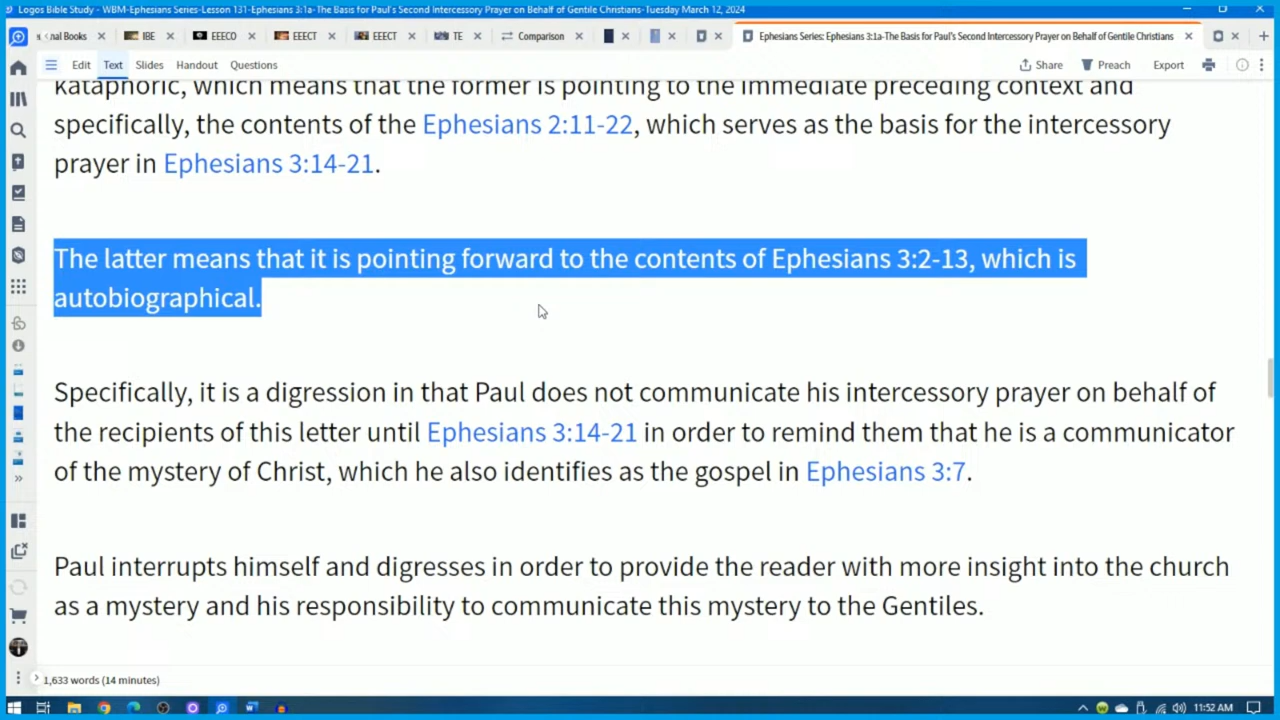 Logos Bible Study - WBM-Ephesians Series-Lesson 131-Ephesians 3:1a-The Basis for Paul's Second Intercessory Prayer on Behalf of Gentile Christians-Tuesday March 12, 2024
nal Books IBE EEECO EEECT EEECT TE Comparison Ephesians Series: Ephesians 3:1a-The Basis for Paul's Second Intercessory Prayer on Behalf of Gentile Christians
Edit Text Slides Handout Questions Share Preach Export
kataphoric, which means that the former is pointing to the immediate preceding context and
specifically, the contents of the Ephesians 2:11-22, which serves as the basis for the intercessory
prayer in Ephesians 3:14-21.
The latter means that it is pointing forward to the contents of Ephesians 3:2-13, which is
autobiographical.
Specifically, it is a digression in that Paul does not communicate his intercessory prayer on behalf of
the recipients of this letter until Ephesians 3:14-21 in order to remind them that he is a communicator
of the mystery of Christ, which he also identifies as the gospel in Ephesians 3:7.
Paul interrupts himself and digresses in order to provide the reader with more insight into the church
as a mystery and his responsibility to communicate this mystery to the Gentiles.
1,633 words (14 minutes)
11:52 AM